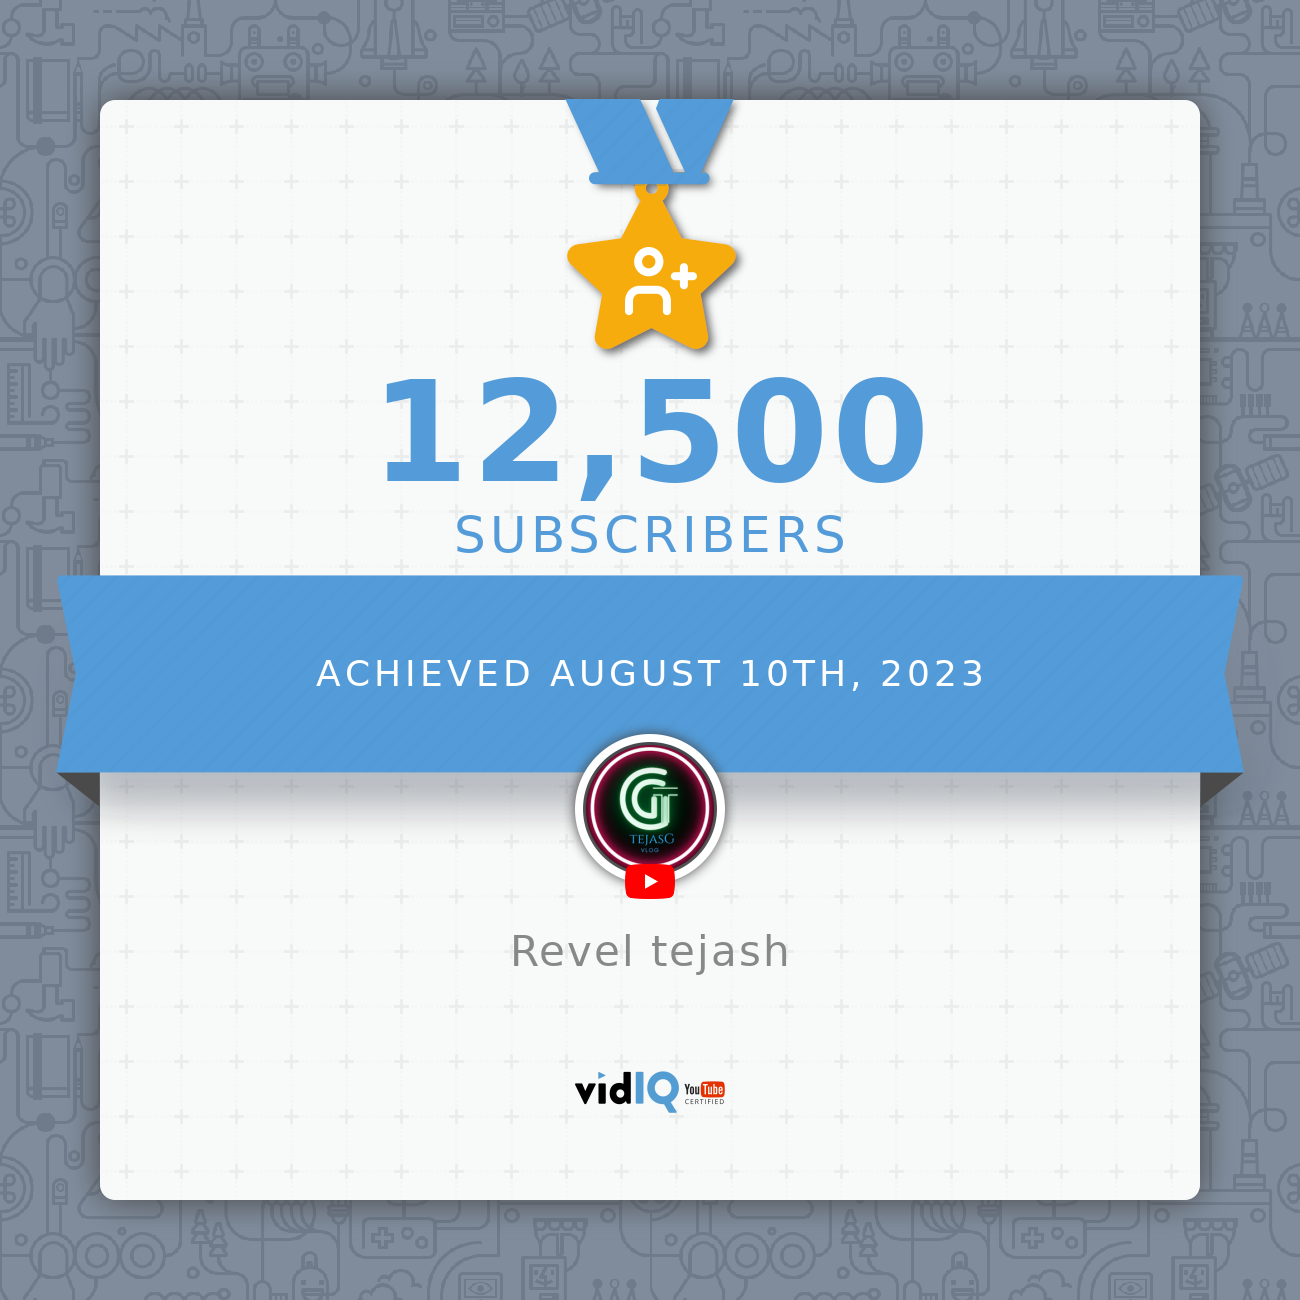 12,500
SUBSCRIBERS
ACHIEVED AUGUST 10TH, 2023
TEJASG
VLOG
Revel tejash
vidIQ YouTube
CERTIFIED